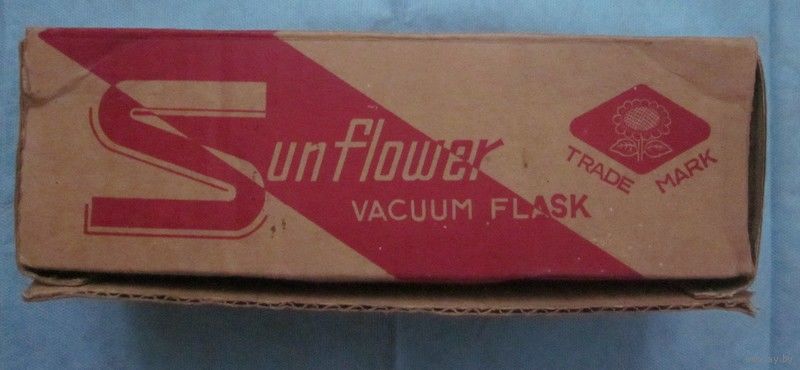 Sunflower
VACUUM FLASK
TRADE MARK